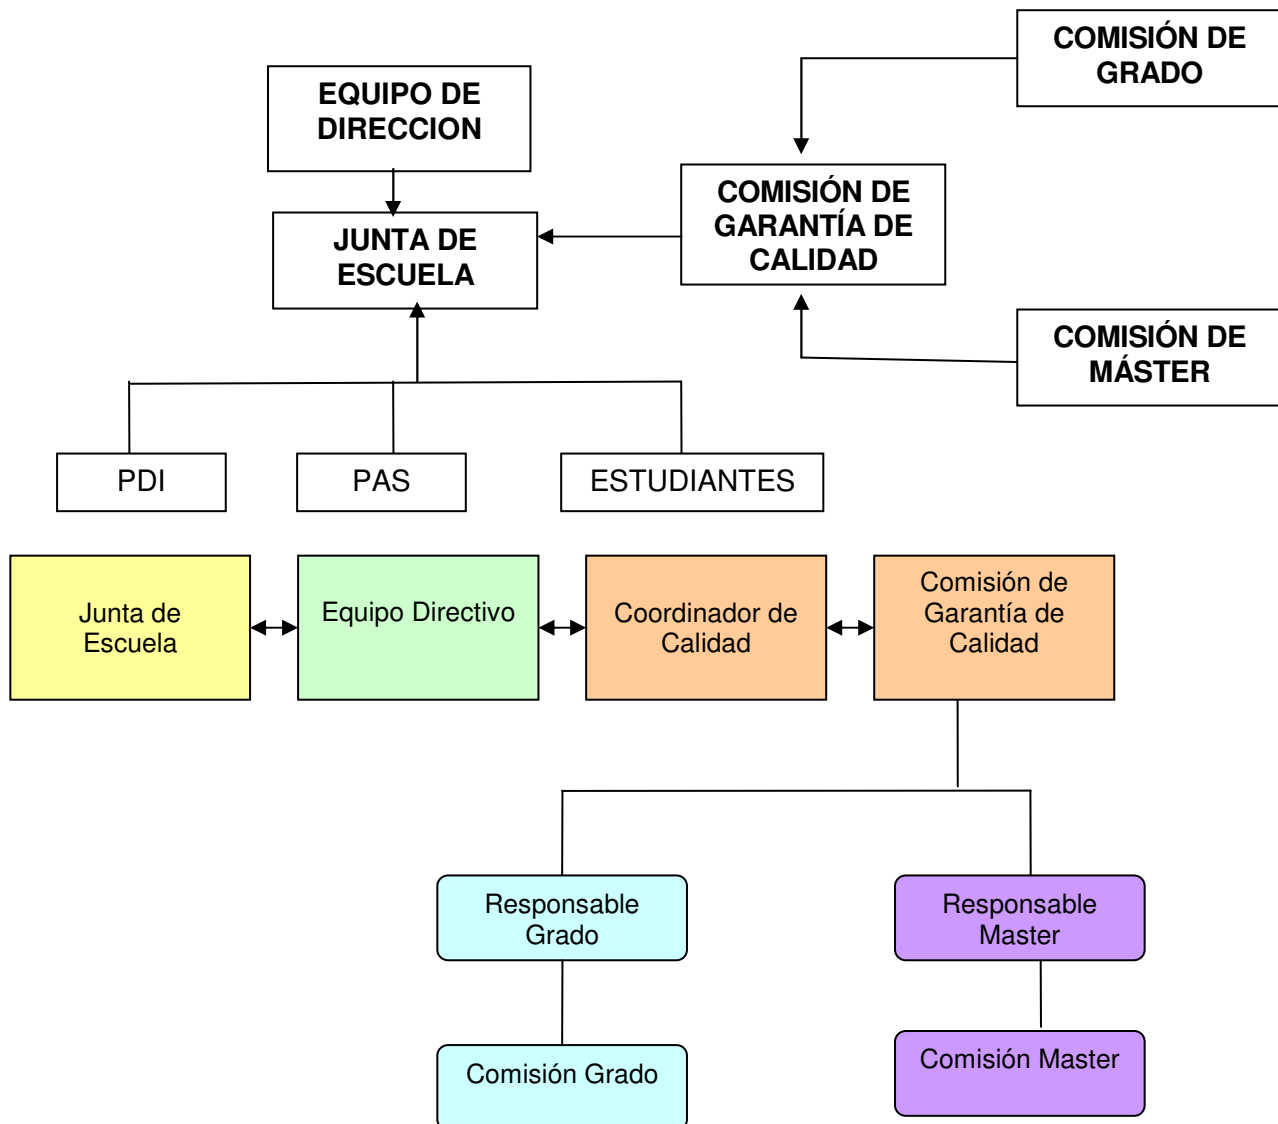 COMISIÓN DE
GRADO
EQUIPO DE
DIRECCION
COMISIÓN DE
GARANTÍA DE
CALIDAD
JUNTA DE
ESCUELA
COMISIÓN DE
MÁSTER
PDI
PAS
ESTUDIANTES
Junta de
Escuela
Equipo Directivo
Coordinador de
Calidad
Comisión de
Garantía de
Calidad
Responsable
Grado
Responsable
Master
Comisión Grado
Comisión Master